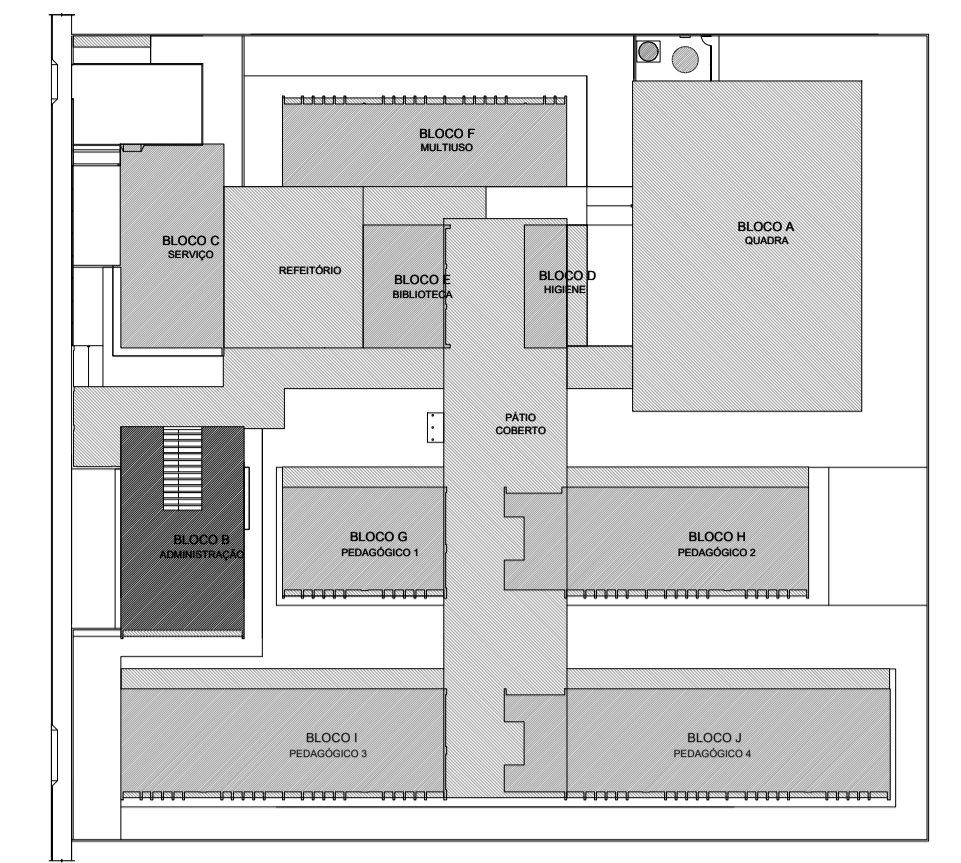 BLOCO F
MULTIUSO
BLOCO A
QUADRA
BLOCO C
SERVIÇO
REFEITÓRIO
BLOCO E
BIBLIOTECA
BLOCO D
HIGIENE
PÁTIO
COBERTO
BLOCO B
ADMINISTRAÇÃO
BLOCO G
PEDAGÓGICO 1
BLOCO H
PEDAGÓGICO 2
BLOCO I
PEDAGÓGICO 3
BLOCO J
PEDAGÓGICO 4